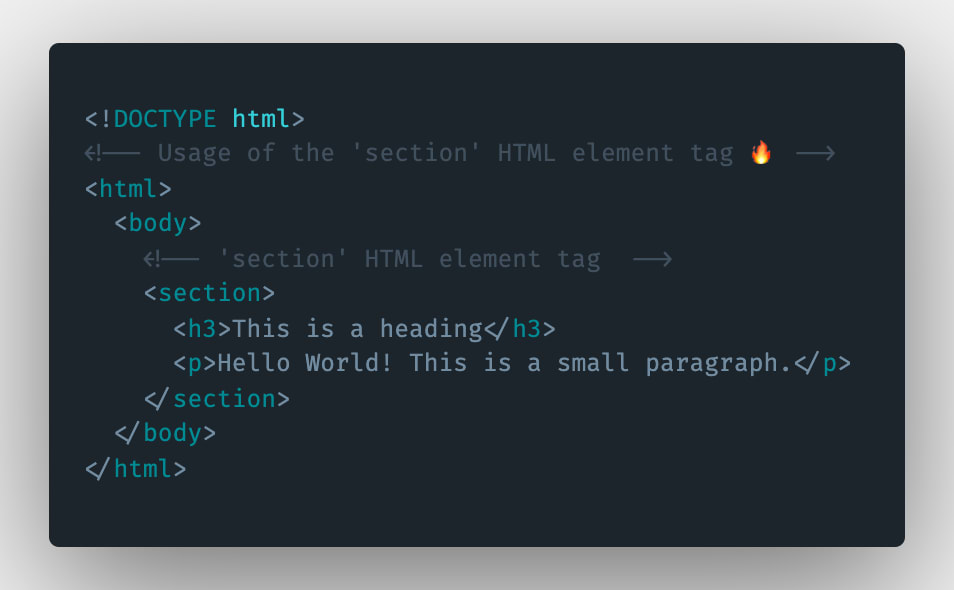 <!DOCTYPE html>
<!-- Usage of the 'section' HTML element tag 🔥 -->
<html>
  <body>
    <!-- 'section' HTML element tag  -->
    <section>
      <h3>This is a heading</h3>
      <p>Hello World! This is a small paragraph.</p>
    </section>
  </body>
</html>